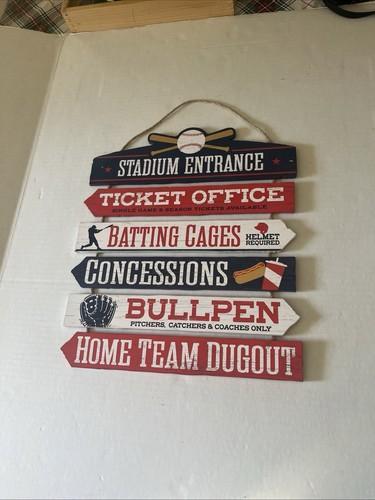 STADIUM ENTRANCE
TICKET OFFICE
SINGLE GAME & SEASON TICKETS AVAILABLE
BATTING CAGES
HELMET
REQUIRED
CONCESSIONS
BULLPEN
PITCHERS, CATCHERS & COACHES ONLY
HOME TEAM DUGOUT